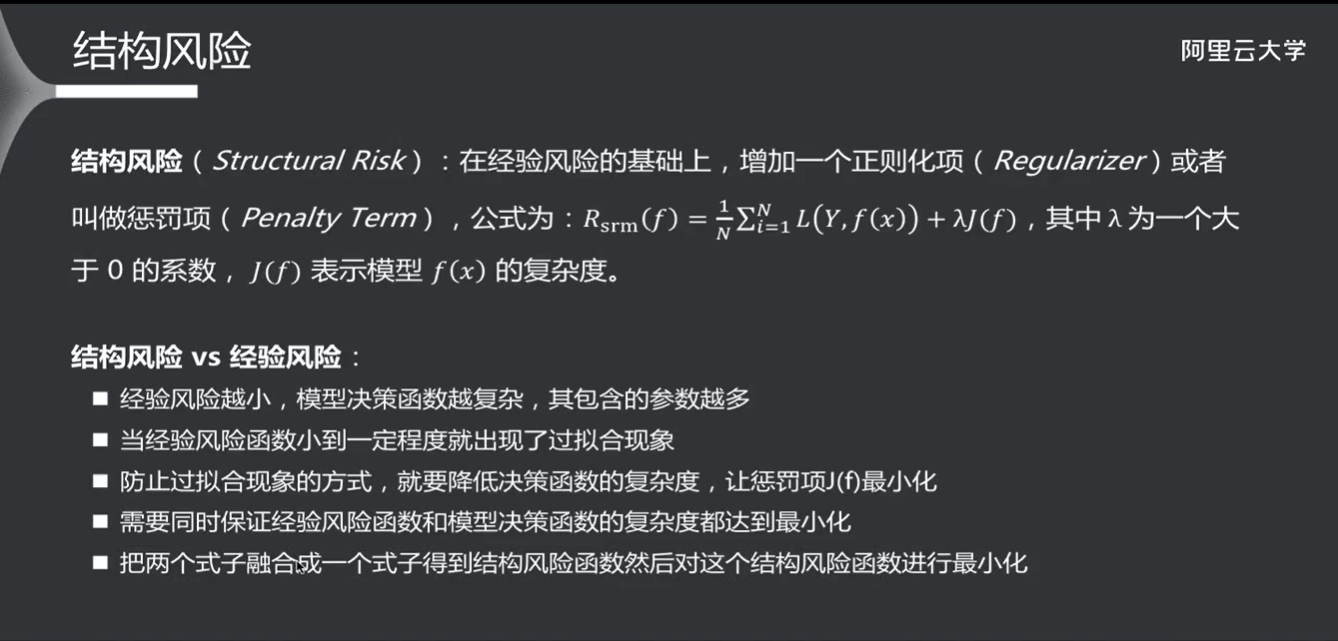 结构风险
阿里云大学
结构风险（Structural Risk）：在经验风险的基础上，增加一个正则化项（Regularizer）或者
叫做惩罚项（Penalty Term），公式为：R_srm(f) = 1/N ∑_{i=1}^{N} L(Y, f(x)) + λJ(f)，其中 λ 为一个大
于 0 的系数，J(f) 表示模型 f(x) 的复杂度。
结构风险 vs 经验风险：
■ 经验风险越小，模型决策函数越复杂，其包含的参数越多
■ 当经验风险函数小到一定程度就出现了过拟合现象
■ 防止过拟合现象的方式，就要降低决策函数的复杂度，让惩罚项J(f)最小化
■ 需要同时保证经验风险函数和模型决策函数的复杂度都达到最小化
■ 把两个式子融合成一个式子得到结构风险函数然后对这个结构风险函数进行最小化